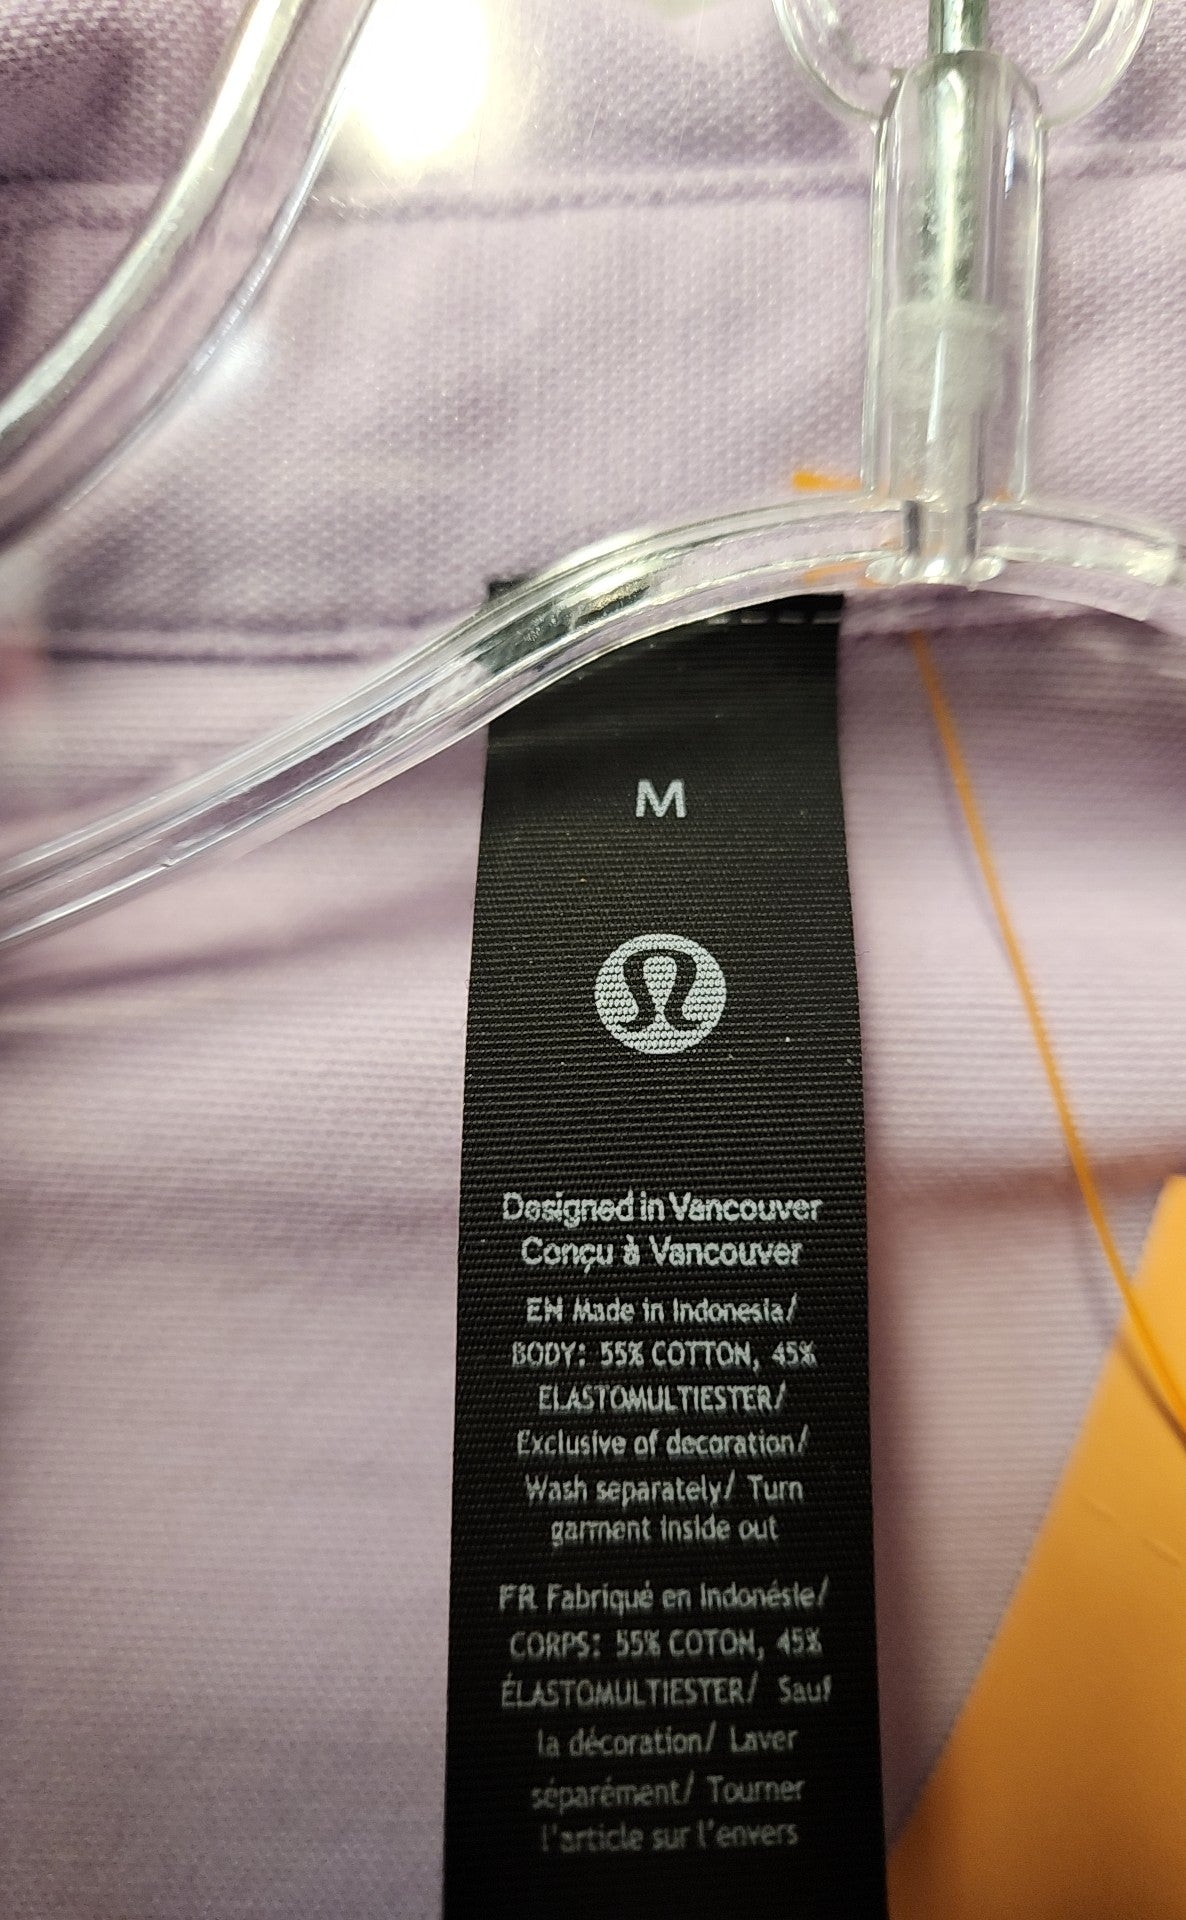 M
Designed in Vancouver
Conçu à Vancouver
EN Made in Indonesia/
BODY: 55% COTTON, 45%
ELASTOMULTIESTER/
Exclusive of decoration/
Wash separately/ Turn
garment inside out
FR Fabriqué en Indonésie/
CORPS: 55% COTON, 45%
ÉLASTOMULTIESTER/ Sauf
la décoration/ Laver
séparément/ Tourner
l'article sur l'envers